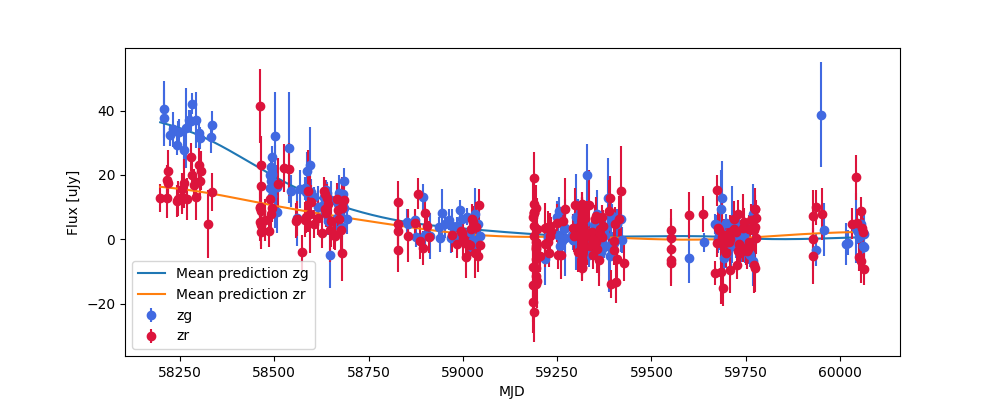 40
20
0
−20
Flux [uJy]
Mean prediction zg
Mean prediction zr
zg
zr
58250 58500 58750 59000 59250 59500 59750 60000
MJD